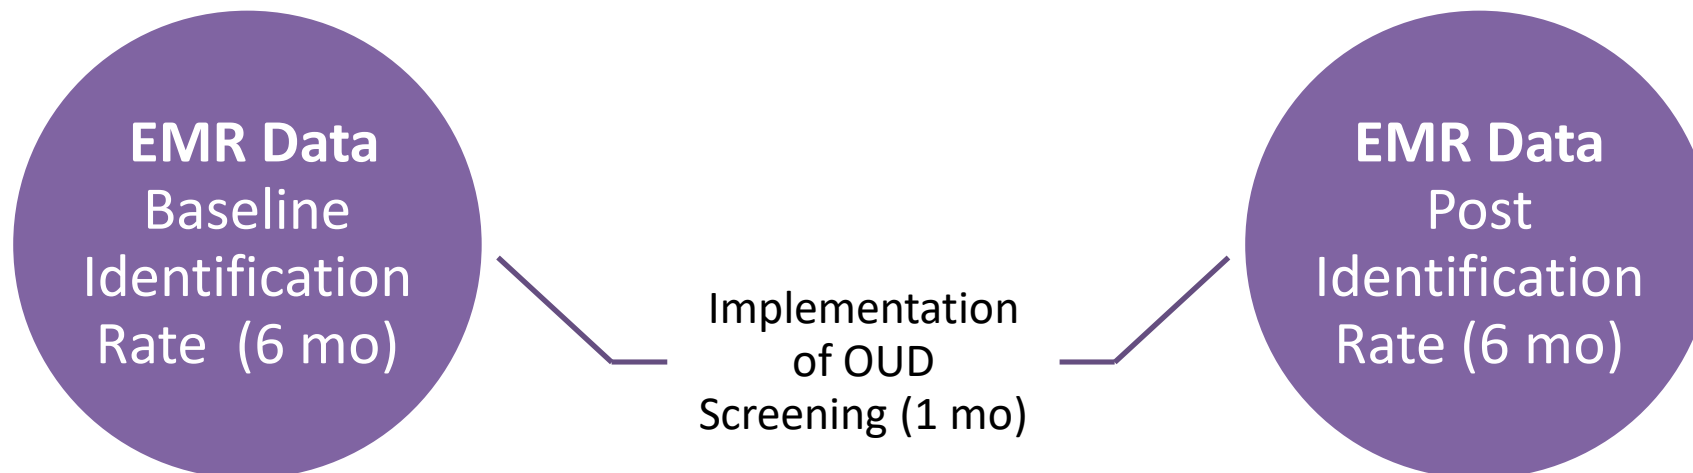 EMR Data
Baseline
Identification
Rate (6 mo)
Implementation
of OUD
Screening (1 mo)
EMR Data
Post
Identification
Rate (6 mo)